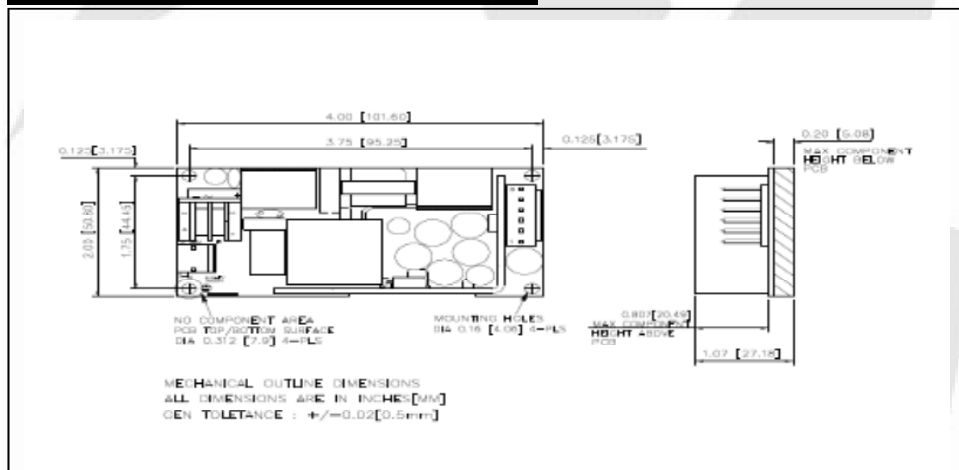 4.00 [101.60]
3.75 [95.25]
0.125[3.175]
0.125[3.175]
0.20 [5.08]
MAX COMPONENT
HEIGHT BELOW
PCB
2.00 [50.80]
1.75 [44.45]
NO COMPONENT AREA
PCB TOP/BOTTOM SURFACE
DIA 0.312 [7.9] 4-PLS
MOUNTING HOLES
DIA 0.16 [4.06] 4-PLS
0.807[20.49]
MAX COMPONENT
HEIGHT ABOVE
PCB
1.07 [27.18]
MECHANICAL OUTLINE DIMENSIONS
ALL DIMENSIONS ARE IN INCHES[MM]
GEN TOLETANCE : +/-0.02[0.5mm]